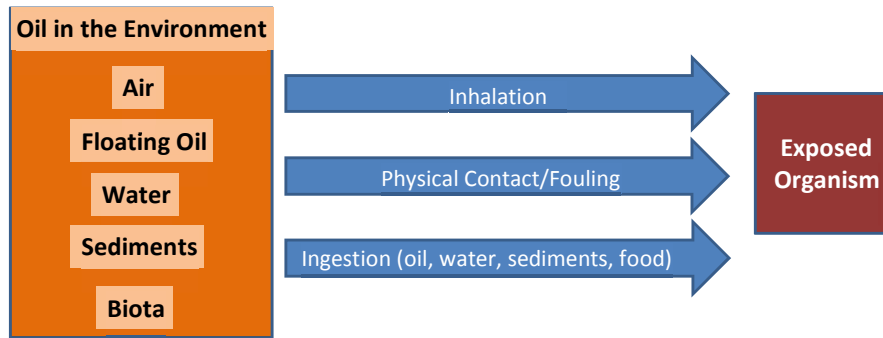 Oil in the Environment
Air
Floating Oil
Water
Sediments
Biota
Inhalation
Physical Contact/Fouling
Ingestion (oil, water, sediments, food)
Exposed
Organism